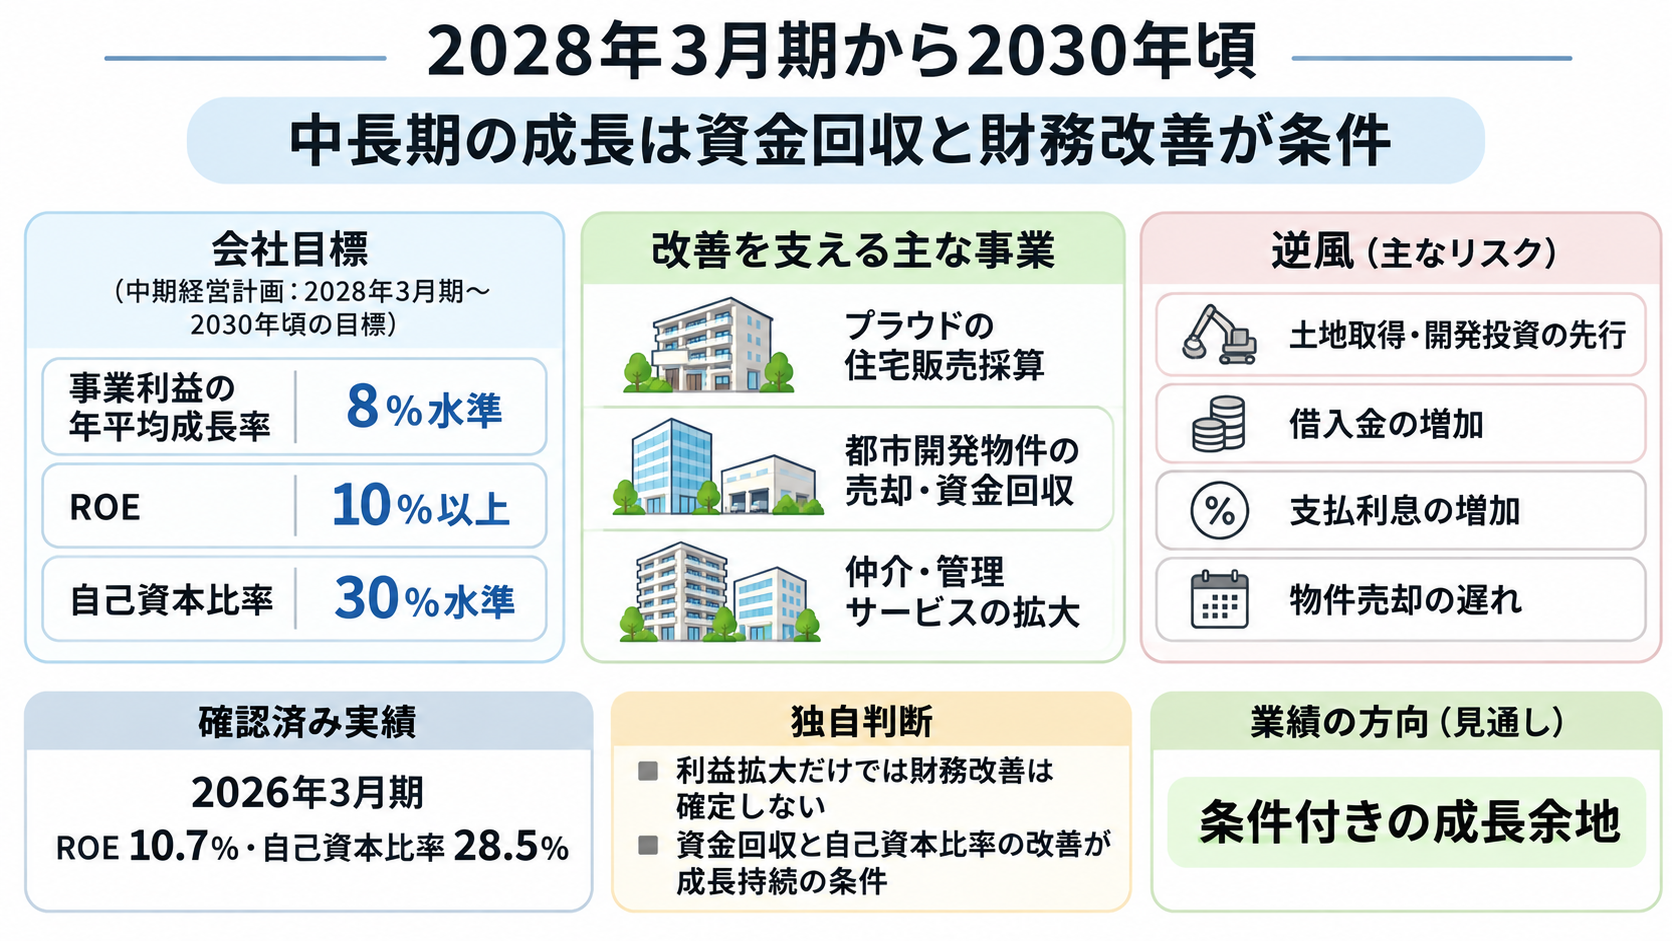 2028年3月期から2030年頃
中長期の成長は資金回収と財務改善が条件
会社目標
（中期経営計画：2028年3月期～
2030年頃の目標）
事業利益の
年平均成長率
8%水準
ROE
10%以上
自己資本比率
30%水準
改善を支える主な事業
プラウドの
住宅販売採算
都市開発物件の
売却・資金回収
仲介・管理
サービスの拡大
逆風（主なリスク）
土地取得・開発投資の先行
借入金の増加
%
支払利息の増加
物件売却の遅れ
確認済み実績
2026年3月期
ROE 10.7%・自己資本比率 28.5%
独自判断
■ 利益拡大だけでは財務改善は
確定しない
■ 資金回収と自己資本比率の改善が
成長持続の条件
業績の方向（見通し）
条件付きの成長余地